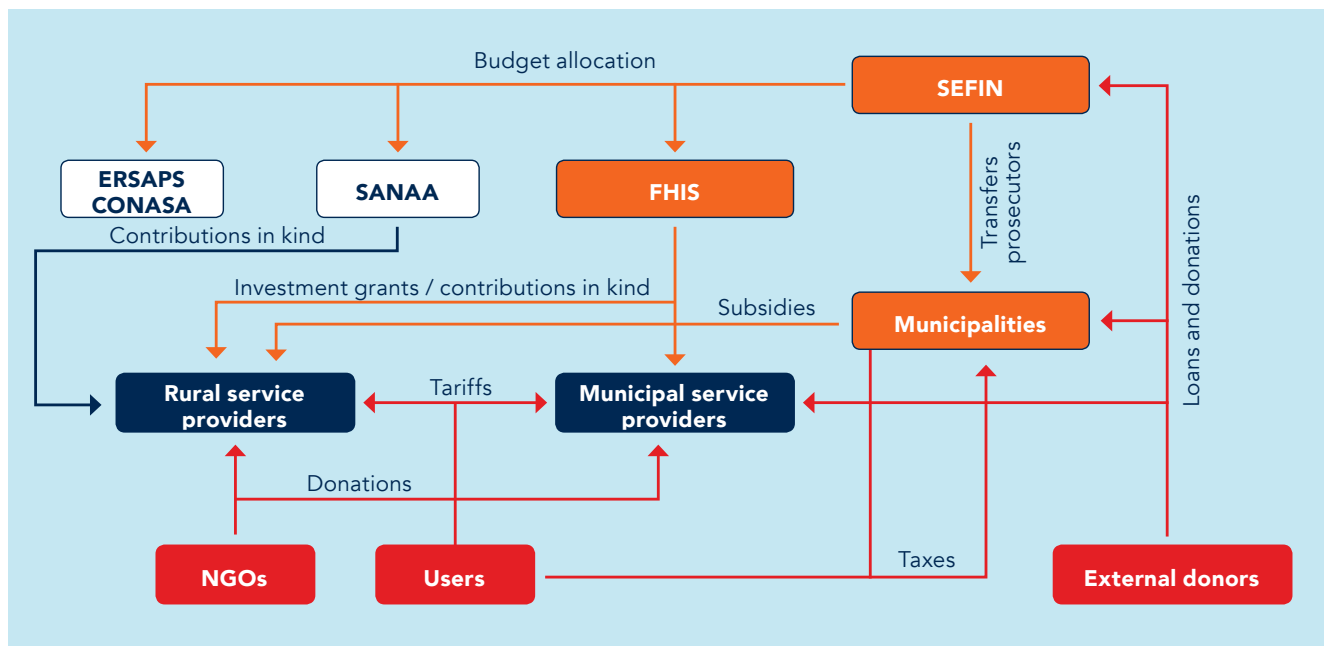 Budget allocation
SEFIN
ERSAPS
CONASA
SANAA
FHIS
Transfers
prosecutors
Loans and donations
Contributions in kind
Investment grants / contributions in kind
Subsidies
Municipalities
Rural service
providers
Tariffs
Municipal service
providers
Donations
NGOs
Users
Taxes
External donors